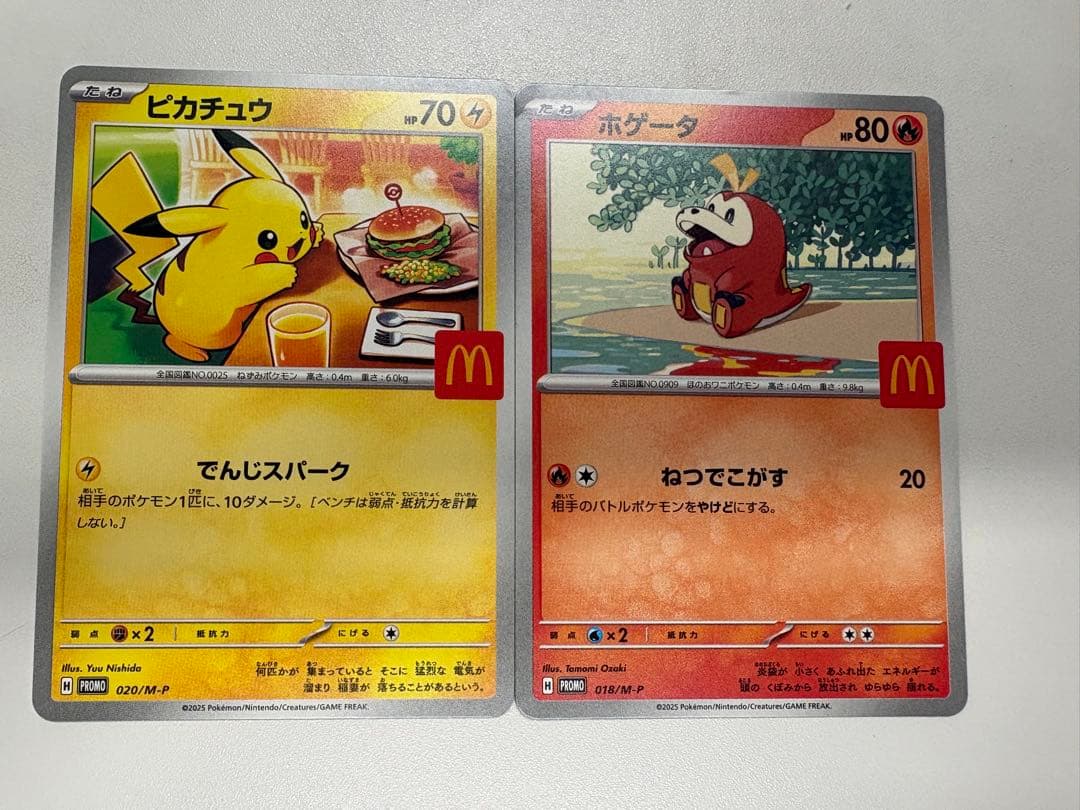 たね
ピカチュウ
HP 70
全国図鑑NO.0025 ねずみポケモン 高さ：0.4m 重さ：6.0kg
でんじスパーク
相手のポケモン1匹に、10ダメージ。［ベンチは弱点・抵抗力を計算
しない。］
弱点 ×2 抵抗力 にげる
Illus. Yuu Nishida
何匹かが 集まっていると そこに 猛烈な 電気が
溜まり 稲妻が 落ちることがあるという。
H PROMO 020/M-P
©2025 Pokémon/Nintendo/Creatures/GAME FREAK.
たね
ホゲータ
HP 80
全国図鑑NO.0909 ほのおワニポケモン 高さ：0.4m 重さ：9.8kg
ねつでこがす 20
相手のバトルポケモンをやけどにする。
弱点 ×2 抵抗力 にげる
Illus. Tamomi Ozaki
炎袋が 小さく あふれ出た エネルギーが
頭の くぼみから 放出され ゆらゆら 揺れる。
H PROMO 018/M-P
©2025 Pokémon/Nintendo/Creatures/GAME FREAK.